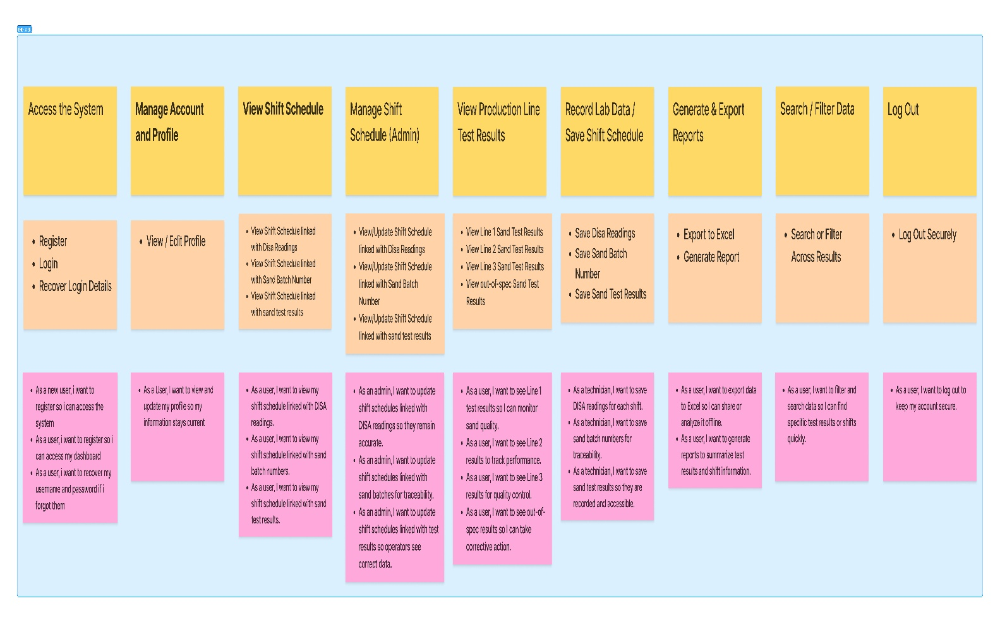 Access the System
Manage Account
and Profile
View Shift Schedule
Manage Shift
Schedule (Admin)
View Production Line
Test Results
Record Lab Data /
Save Shift Schedule
Generate & Export
Reports
Search / Filter Data
Log Out
• Register
• Login
• Recover Login Details
• View / Edit Profile
• View Shift Schedule linked
with Disa Readings
• View Shift Schedule linked
with Sand Batch Number
• View Shift Schedule linked
with sand test results
• View/Update Shift Schedule
linked with Disa Readings
• View/Update Shift Schedule
linked with Sand Batch
Number
• View/Update Shift Schedule
linked with sand test results
• View Line 1 Sand Test Results
• View Line 2 Sand Test Results
• View Line 3 Sand Test Results
• View out-of-spec Sand Test
Results
• Save Disa Readings
• Save Sand Batch
Number
• Save Sand Test Results
• Export to Excel
• Generate Report
• Search or Filter
Across Results
• Log Out Securely
• As a new user, i want to
register so i can access the
system
• As a user, i want to register so i
can access my dashboard
• As a user, i want to recover my
username and password if i
forgot them
• As a User, I want to view and
update my profile so my
information stays current
• As a user, I want to view my
shift schedule linked with DISA
readings.
• As a user, I want to view my
shift schedule linked with sand
batch numbers.
• As a user, I want to view my
shift schedule linked with sand
test results.
• As an admin, I want to update
shift schedules linked with
DISA readings so they remain
accurate.
• As an admin, I want to update
shift schedules linked with
sand batches for traceability.
• As an admin, I want to update
shift schedules linked with test
results so operators see
correct data.
• As a user, I want to see Line 1
test results so I can monitor
sand quality.
• As a user, I want to see Line 2
results to track performance.
• As a user, I want to see Line 3
results for quality control.
• As a user, I want to see out-of-
spec results so I can take
corrective action.
• As a technician, I want to save
DISA readings for each shift.
• As a technician, I want to save
sand batch numbers for
traceability.
• As a technician, I want to save
sand test results so they are
recorded and accessible.
• As a user, I want to export data
to Excel so I can share or
analyze it offline.
• As a user, I want to generate
reports to summarize test
results and shift information.
• As a user, I want to filter and
search data so I can find
specific test results or shifts
quickly.
• As a user, I want to log out to
keep my account secure.